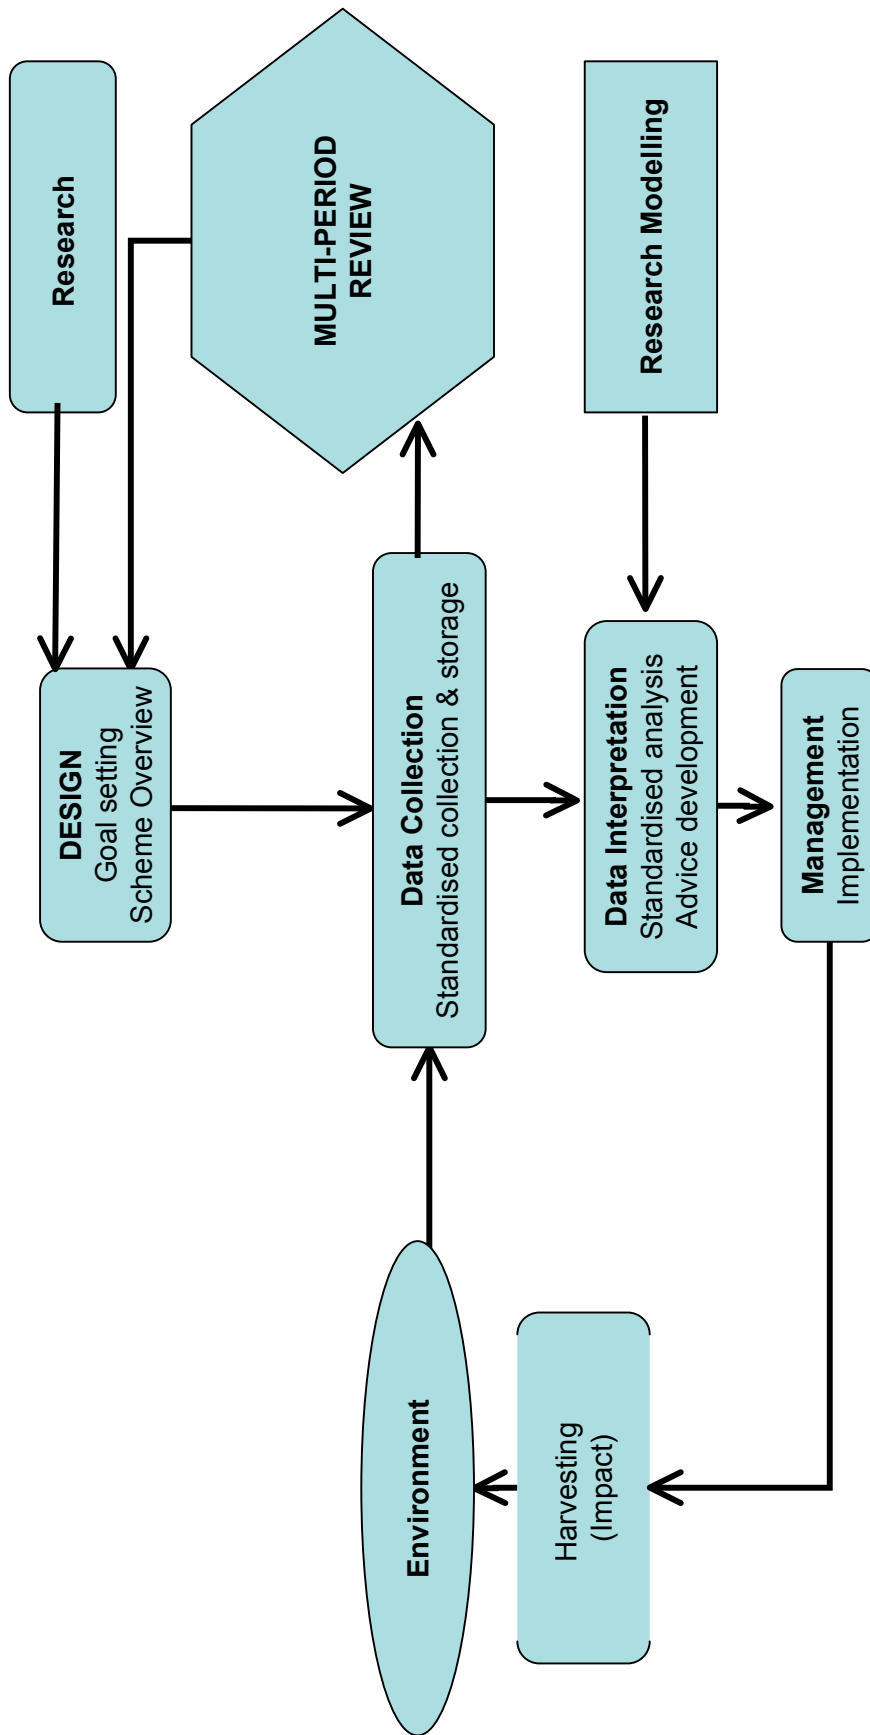 Research
DESIGN
Goal setting
Scheme Overview
MULTI-PERIOD
REVIEW
Environment
Data Collection
Standardised collection & storage
Harvesting
(Impact)
Data Interpretation
Standardised analysis
Advice development
Research Modelling
Management
Implementation